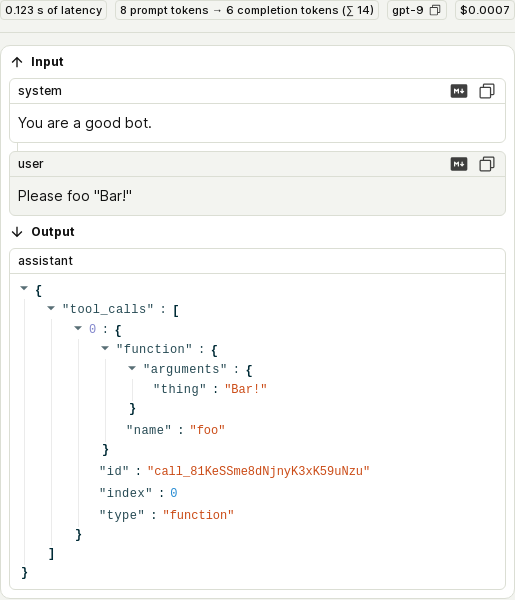 0.123 s of latency 8 prompt tokens → 6 completion tokens (∑ 14) gpt-9 $0.0007
Input
system
You are a good bot.
user
Please foo "Bar!"
Output
assistant
{
"tool_calls" : [
0 : {
"function" : {
"arguments" : {
"thing" : "Bar!"
}
"name" : "foo"
}
"id" : "call_81KeSSme8dNjnyK3xK59uNzu"
"index" : 0
"type" : "function"
}
]
}